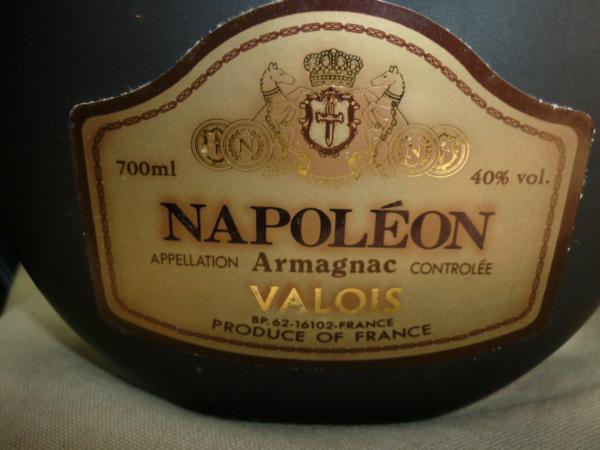 700ml
40% vol.
NAPOLÉON
APPELLATION Armagnac CONTROLÉE
VALOIS
BP. 62-16102-FRANCE
PRODUCE OF FRANCE